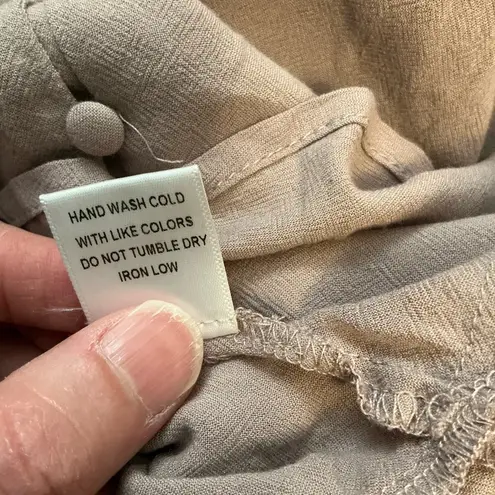 HAND WASH COLD
WITH LIKE COLORS
DO NOT TUMBLE DRY
IRON LOW